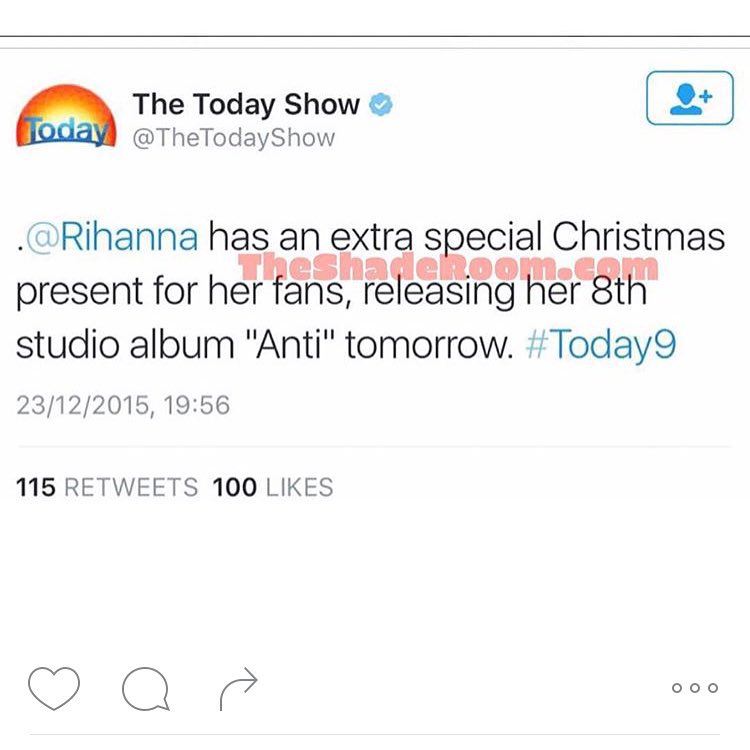 Today
The Today Show
@TheTodayShow
.@Rihanna has an extra special Christmas
TheShadeRoom.com
present for her fans, releasing her 8th
studio album "Anti" tomorrow. #Today9
23/12/2015, 19:56
115 RETWEETS 100 LIKES